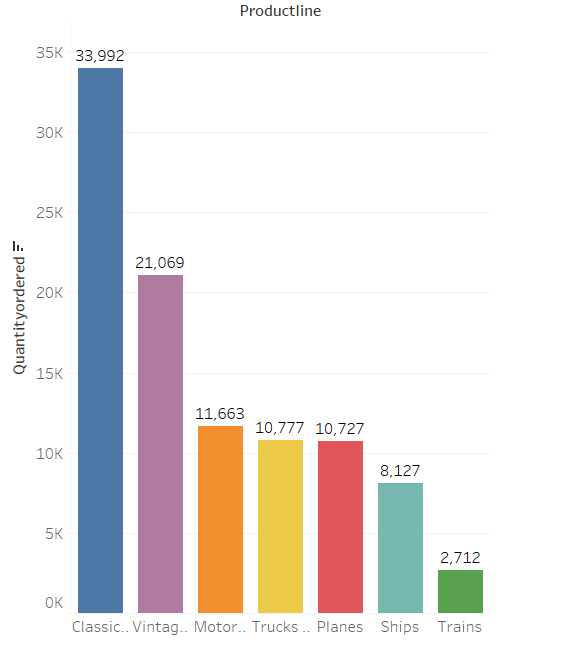 Productline
Quantityordered
35K
30K
25K
20K
15K
10K
5K
0K
33,992
21,069
11,663
10,777
10,727
8,127
2,712
Classic.. Vintag.. Motor.. Trucks .. Planes Ships Trains